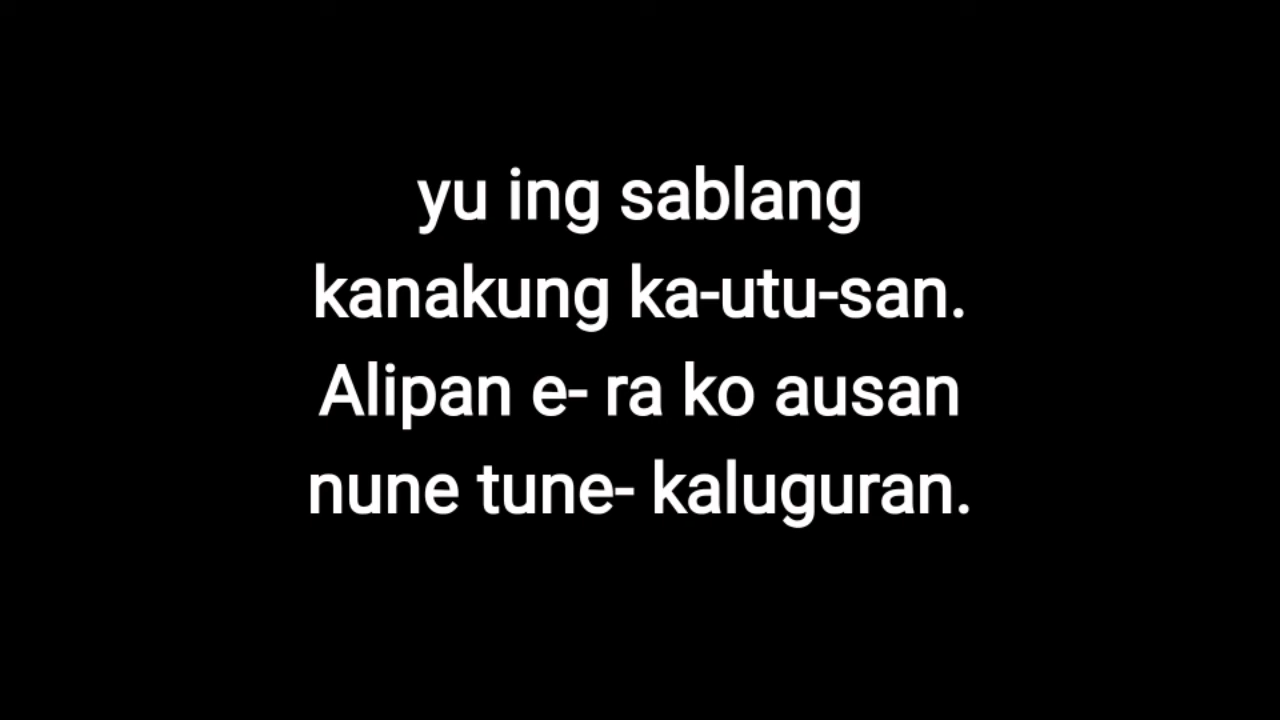 yu ing sablang
kanakung ka-utu-san.
Alipan e- ra ko ausan
nune tune- kaluguran.